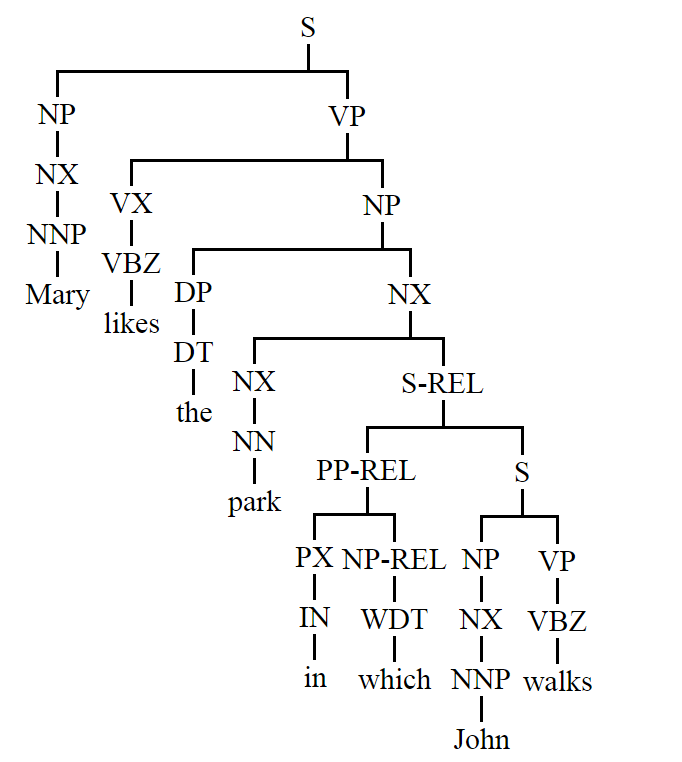 S
NP VP
NX VX NP
NNP VBZ DP NX
Mary likes DT NX S-REL
the NN PP-REL S
park PX NP-REL NP VP
IN WDT NX VBZ
in which NNP walks
John